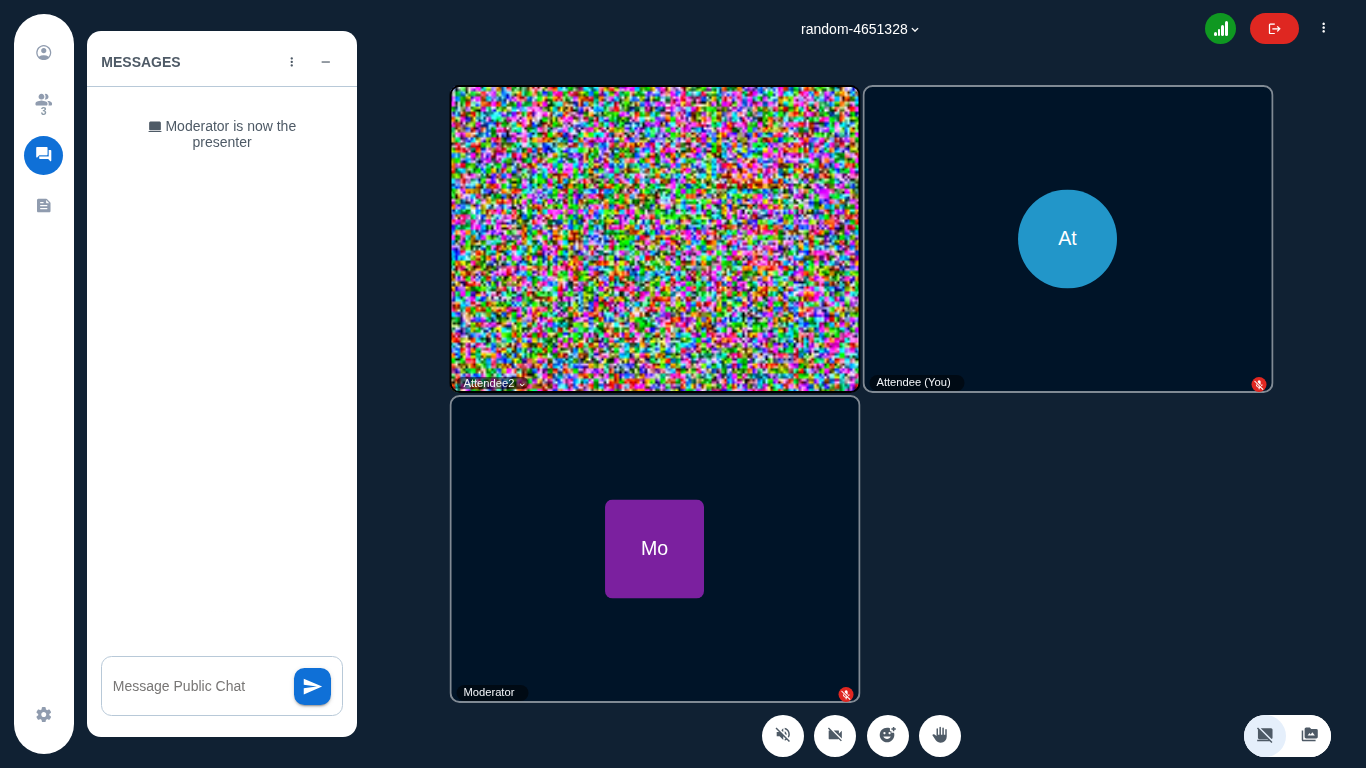 random-4651328
MESSAGES
3
Moderator is now the
presenter
Attendee2
At
Attendee (You)
Mo
Moderator
Message Public Chat